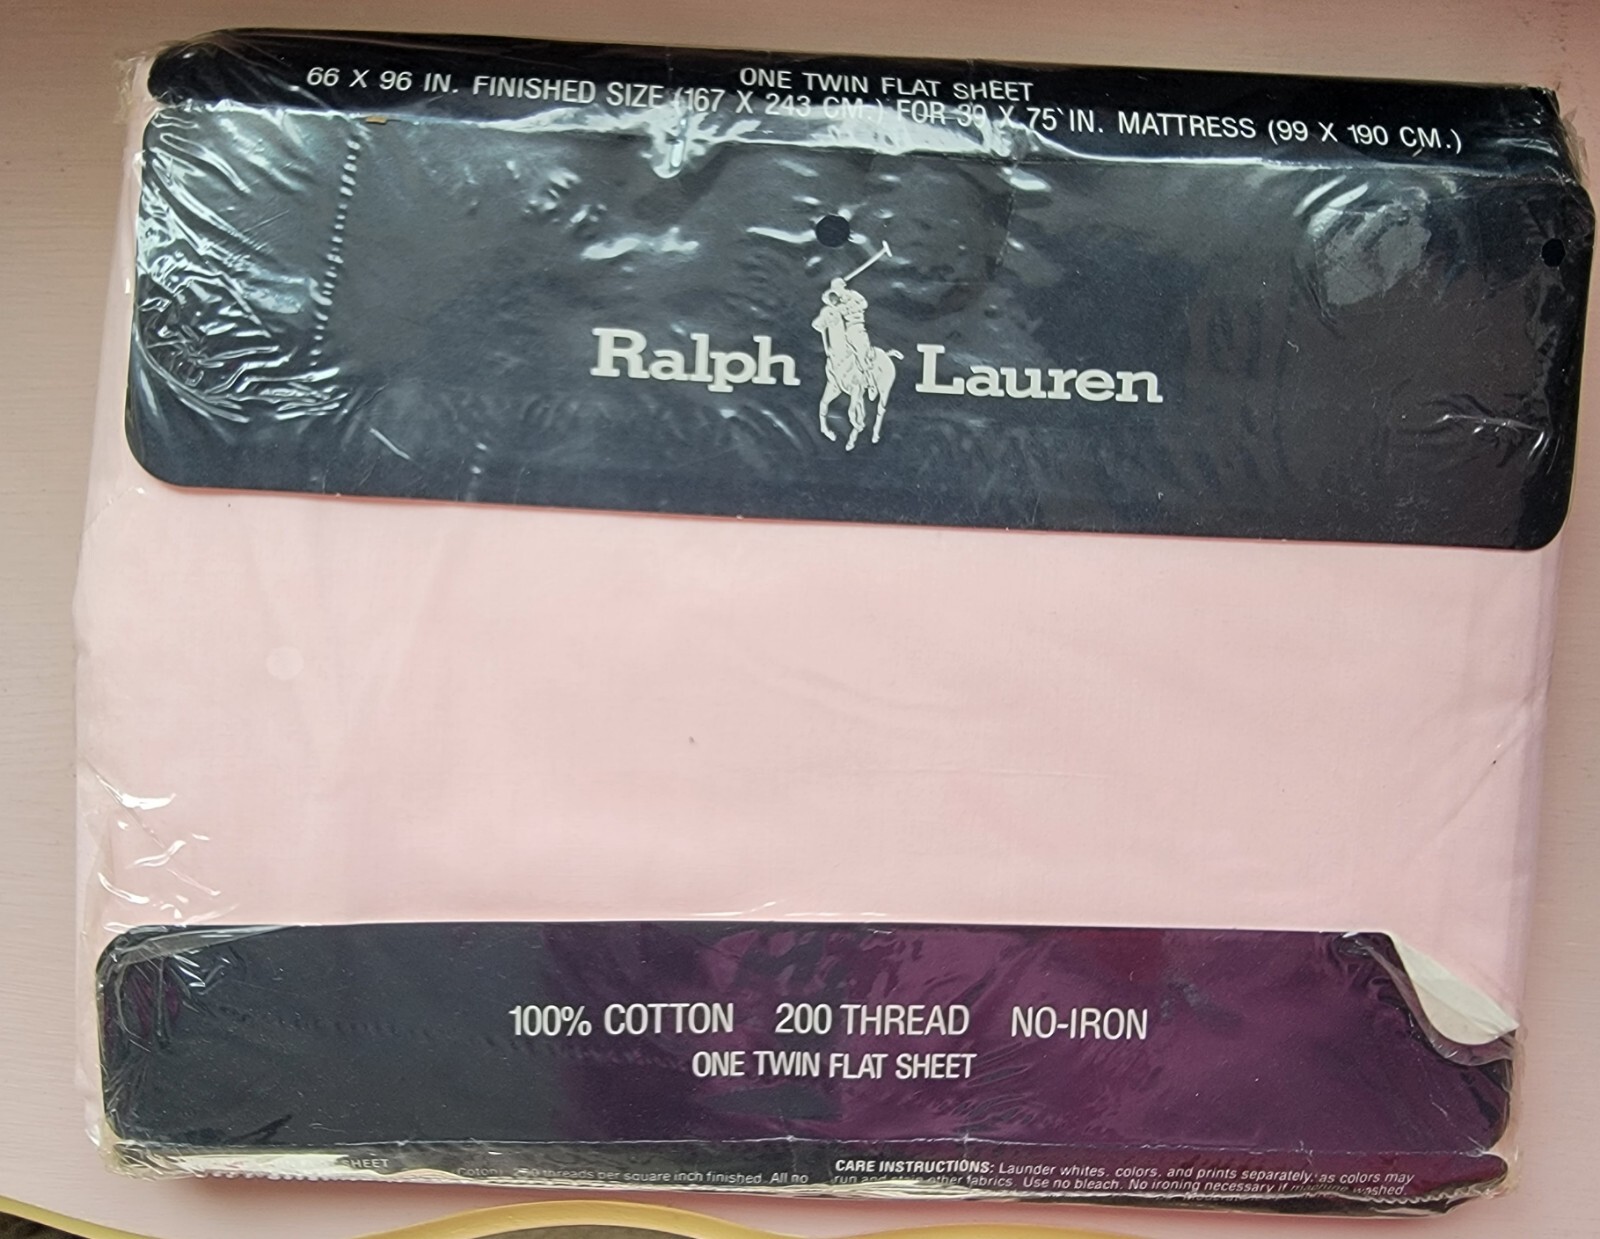 ONE TWIN FLAT SHEET
66 X 96 IN. FINISHED SIZE (167 X 243 CM.) FOR 39 X 75 IN. MATTRESS (99 X 190 CM.)
Ralph Lauren
100% COTTON 200 THREAD NO-IRON
ONE TWIN FLAT SHEET
SHEET
threads per square inch finished. All no
CARE INSTRUCTIONS: Launder whites, colors, and prints separately, as colors may
run and stain other fabrics. Use no bleach. No ironing necessary if machine washed,